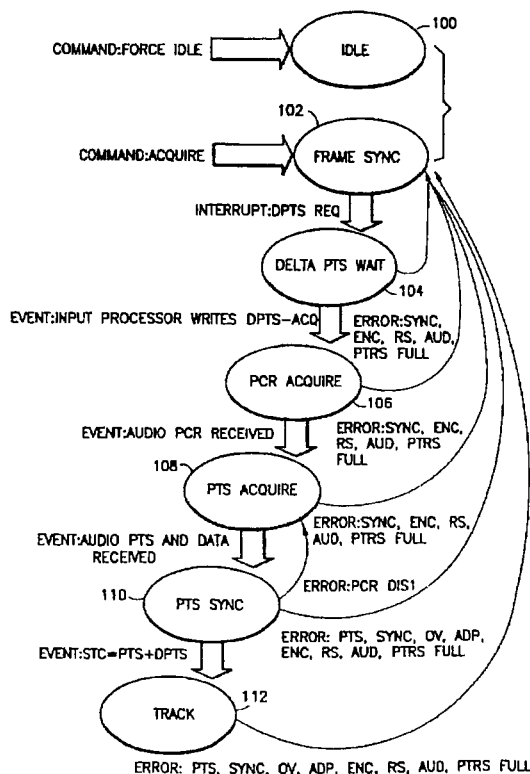 100
COMMAND:FORCE IDLE
IDLE
102
COMMAND:ACQUIRE
FRAME SYNC
INTERRUPT:DPTS REQ
DELTA PTS WAIT
104
EVENT:INPUT PROCESSOR WRITES DPTS-ACQ
ERROR:SYNC,
ENC, RS, AUD,
PTRS FULL
PCR ACQUIRE
106
EVENT:AUDIO PCR RECEIVED
ERROR:SYNC, ENC,
RS, AUD, PTRS
FULL
108
PTS ACQUIRE
EVENT:AUDIO PTS AND DATA
RECEIVED
ERROR:SYNC, ENC, RS,
AUD, PTRS FULL
110
PTS SYNC
ERROR:PCR DIS1
EVENT:STC=PTS+DPTS
ERROR: PTS, SYNC, OV, ADP,
ENC, RS, AUD, PTRS FULL
112
TRACK
ERROR: PTS, SYNC, OV, ADP, ENC, RS, AUD, PTRS FULL